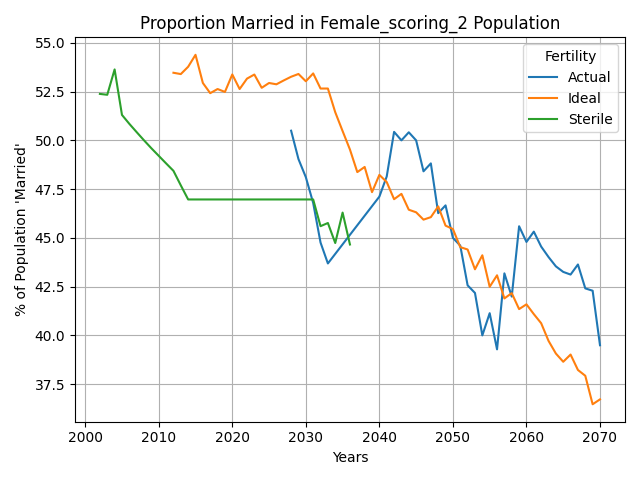 Proportion Married in Female_scoring_2 Population
% of Population 'Married'
55.0
52.5
50.0
47.5
45.0
42.5
40.0
37.5
Fertility
Actual
Ideal
Sterile
2000 2010 2020 2030 2040 2050 2060 2070
Years